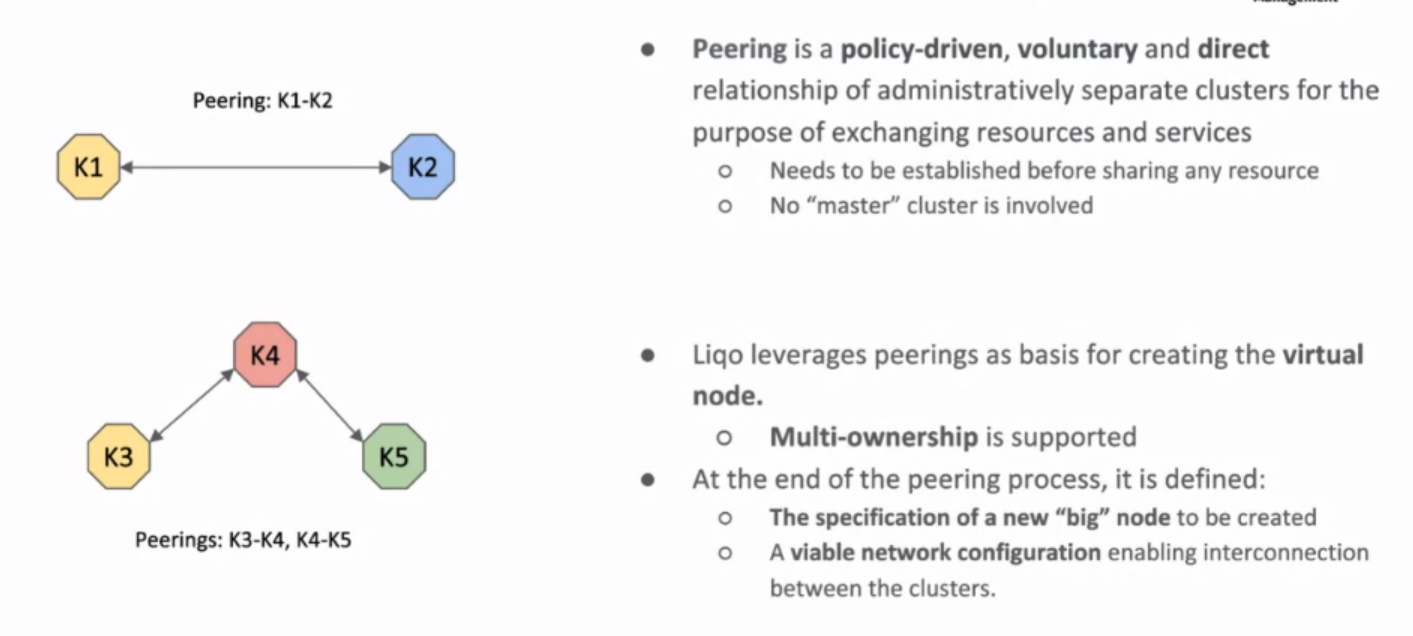 Peering: K1-K2
K1
K2
K4
K3
K5
Peerings: K3-K4, K4-K5
● Peering is a policy-driven, voluntary and direct
relationship of administratively separate clusters for the
purpose of exchanging resources and services
○ Needs to be established before sharing any resource
○ No “master” cluster is involved
● Liqo leverages peerings as basis for creating the virtual
node.
○ Multi-ownership is supported
● At the end of the peering process, it is defined:
○ The specification of a new “big” node to be created
○ A viable network configuration enabling interconnection
between the clusters.